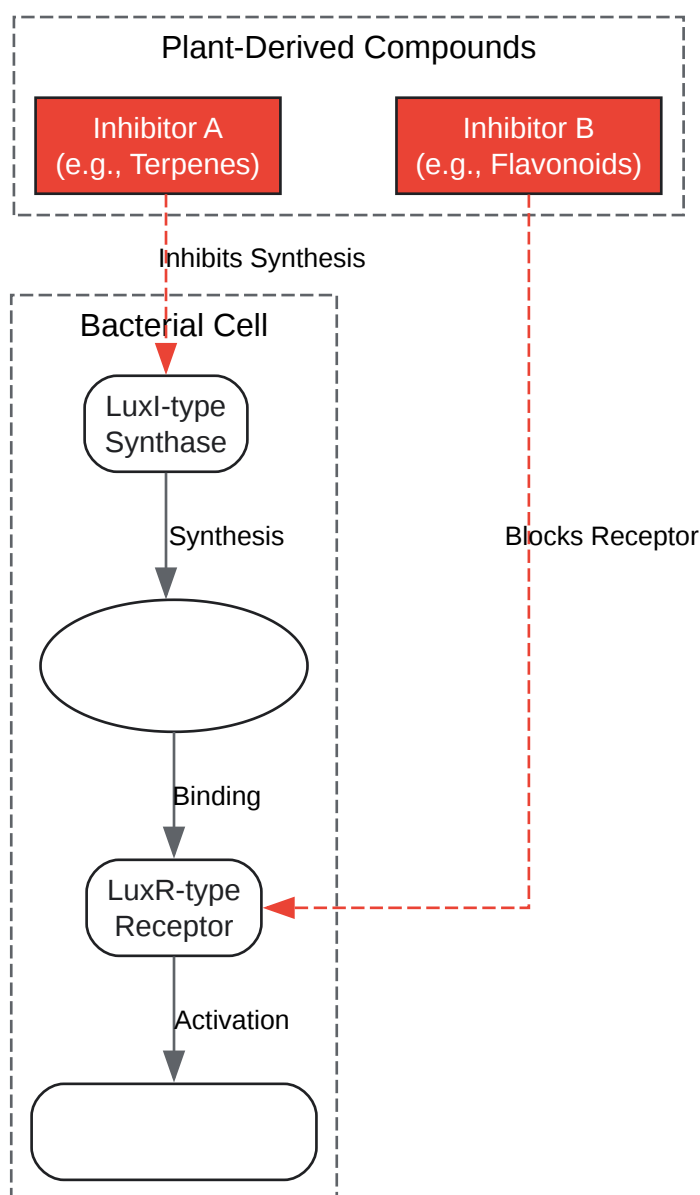 Plant-Derived Compounds
Inhibitor A
(e.g., Terpenes)
Inhibitor B
(e.g., Flavonoids)
Inhibits Synthesis
Bacterial Cell
LuxI-type
Synthase
Synthesis
Blocks Receptor
Binding
LuxR-type
Receptor
Activation